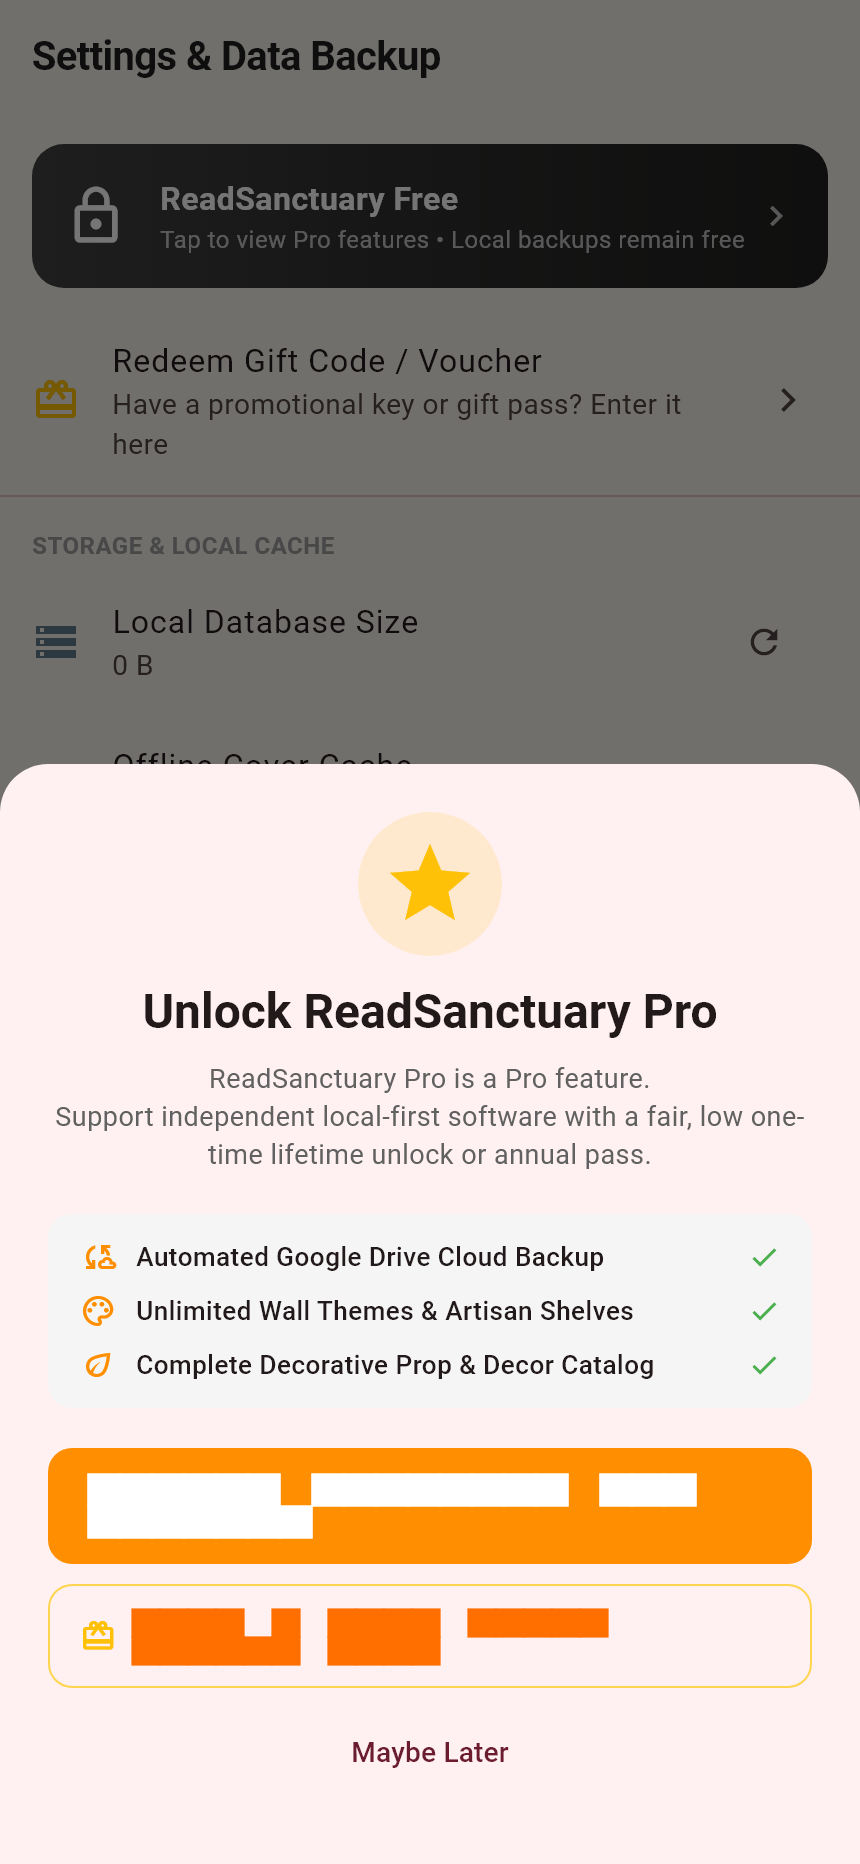 Settings & Data Backup
ReadSanctuary Free
Tap to view Pro features • Local backups remain free
Redeem Gift Code / Voucher
Have a promotional key or gift pass? Enter it
here
STORAGE & LOCAL CACHE
Local Database Size
0 B
Offline Cover Cache
Unlock ReadSanctuary Pro
ReadSanctuary Pro is a Pro feature.
Support independent local-first software with a fair, low one-
time lifetime unlock or annual pass.
Automated Google Drive Cloud Backup
Unlimited Wall Themes & Artisan Shelves
Complete Decorative Prop & Decor Catalog
Maybe Later